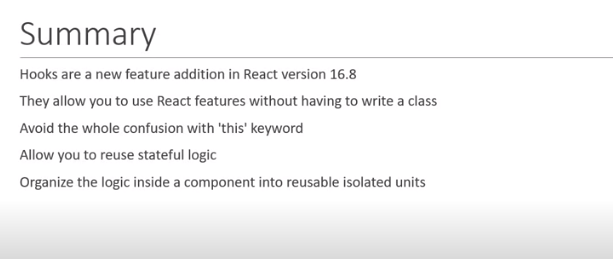 Summary
Hooks are a new feature addition in React version 16.8
They allow you to use React features without having to write a class
Avoid the whole confusion with 'this' keyword
Allow you to reuse stateful logic
Organize the logic inside a component into reusable isolated units